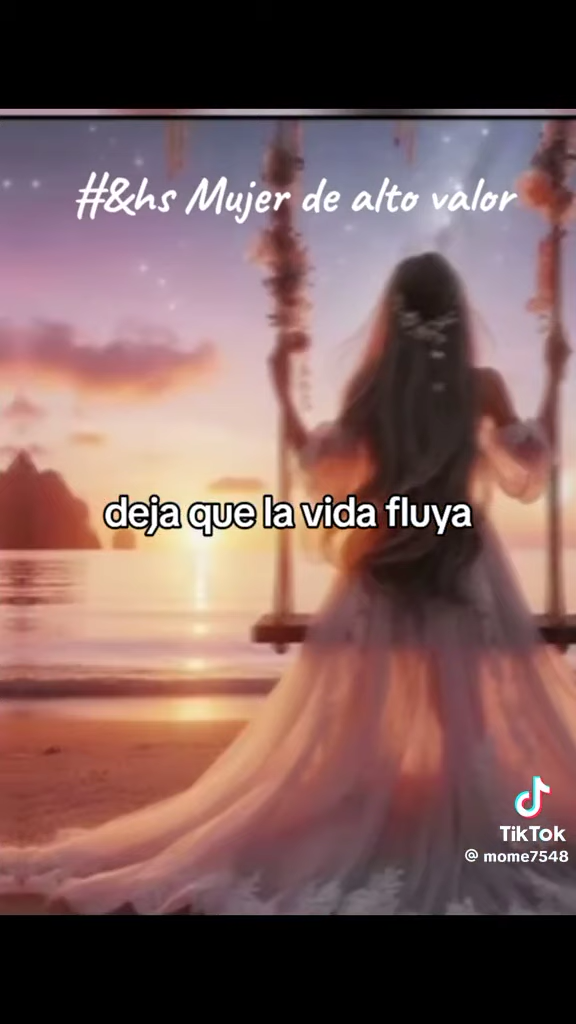 #&hs Mujer de alto valor
deja que la vida fluya
TikTok
@ mome7548